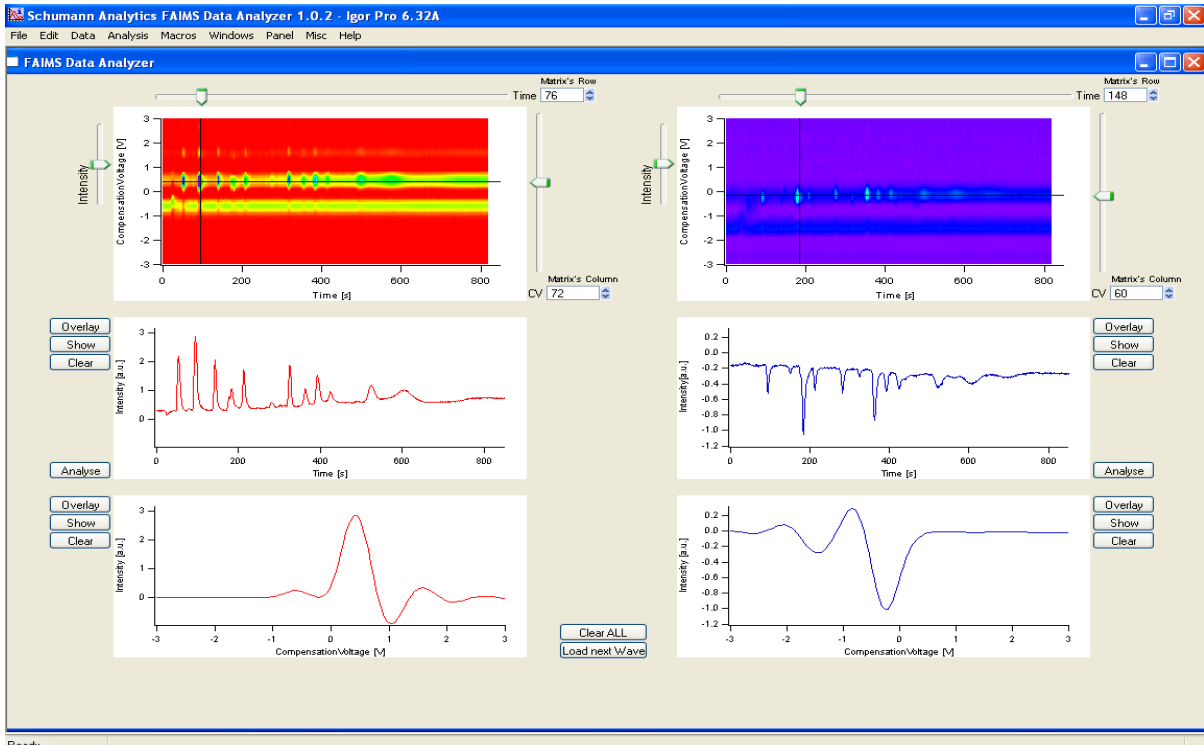 Schumann Analytics FAIMS Data Analyzer 1.0.2 - Igor Pro 6.32A
File Edit Data Analysis Macros Windows Panel Misc Help
FAIMS Data Analyzer
Matrix's Row
Time 76
Intensity
CompensationVoltage [V]
3
2
1
0
-1
-2
-3
0 200 400 600 800
Time [s]
Matrix's Column
CV 72
Matrix's Row
Time 148
Intensity
CompensationVoltage [V]
3
2
1
0
-1
-2
-3
0 200 400 600 800
Time [s]
Matrix's Column
CV 60
Overlay
Show
Clear
Analyse
Intensity [a.u.]
3
2
1
0
0 200 400 600 800
Time [s]
Intensity[a.u.]
0.2
0.0
-0.2
-0.4
-0.6
-0.8
-1.0
-1.2
0 200 400 600 800
Time [s]
Overlay
Show
Clear
Analyse
Overlay
Show
Clear
Intensity [a.u.]
3
2
1
0
-3 -2 -1 0 1 2 3
CompensationVoltage [V]
Clear ALL
Load next Wave
Intensity [a.u.]
0.2
0.0
-0.2
-0.4
-0.6
-0.8
-1.0
-1.2
-3 -2 -1 0 1 2 3
CompensationVoltage [V]
Overlay
Show
Clear
Ready